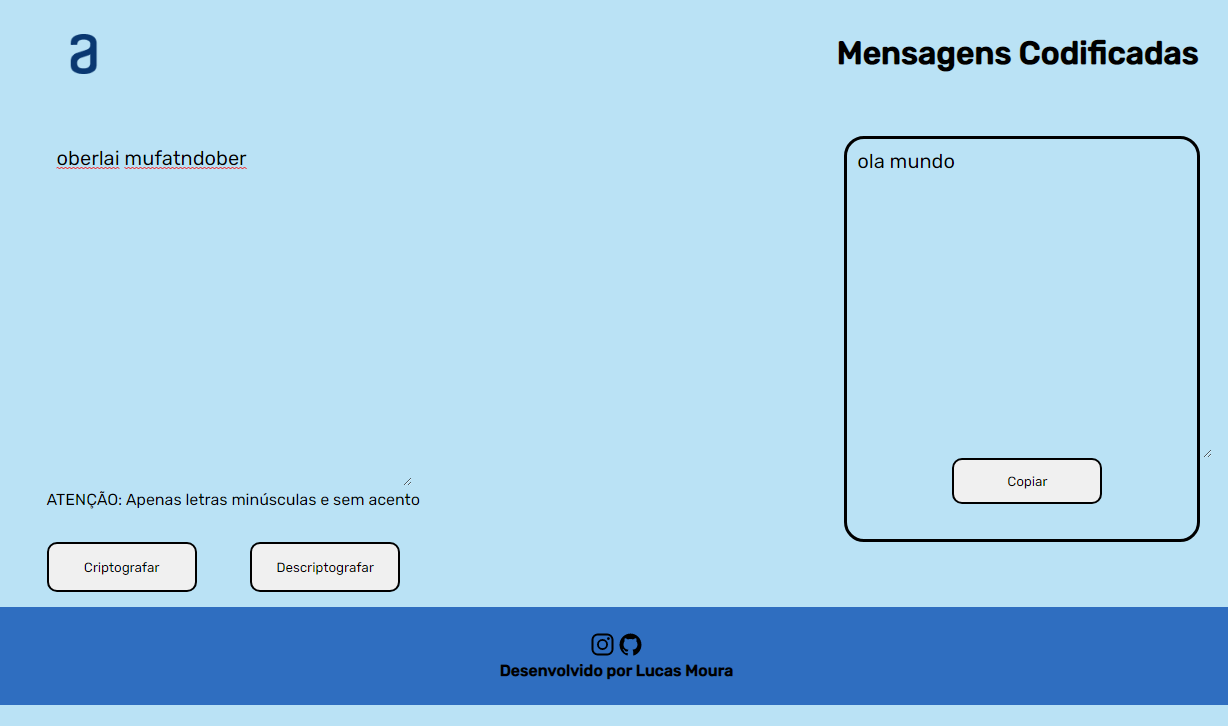 a
Mensagens Codificadas
oberlai mufatndober
ola mundo
Copiar
ATENÇÃO: Apenas letras minúsculas e sem acento
Criptografar
Descriptografar
Desenvolvido por Lucas Moura